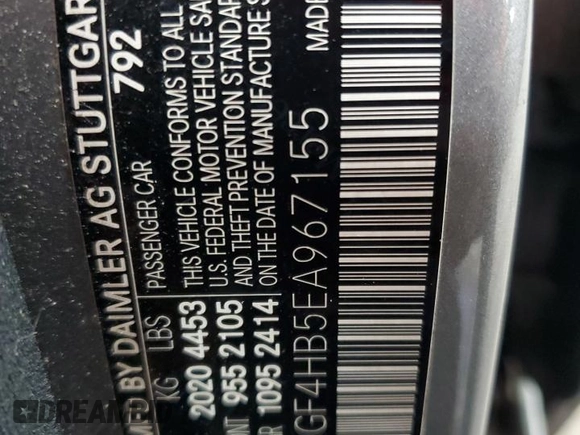 BY DAIMLER AG STUTTGAR
792
KG LBS
2020 4453
955 2105
1095 2414
PASSENGER CAR
THIS VEHICLE CONFORMS TO ALL
U.S. FEDERAL MOTOR VEHICLE SA
AND THEFT PREVENTION STANDAR
ON THE DATE OF MANUFACTURE S
MADE
GF4HB5EA967155